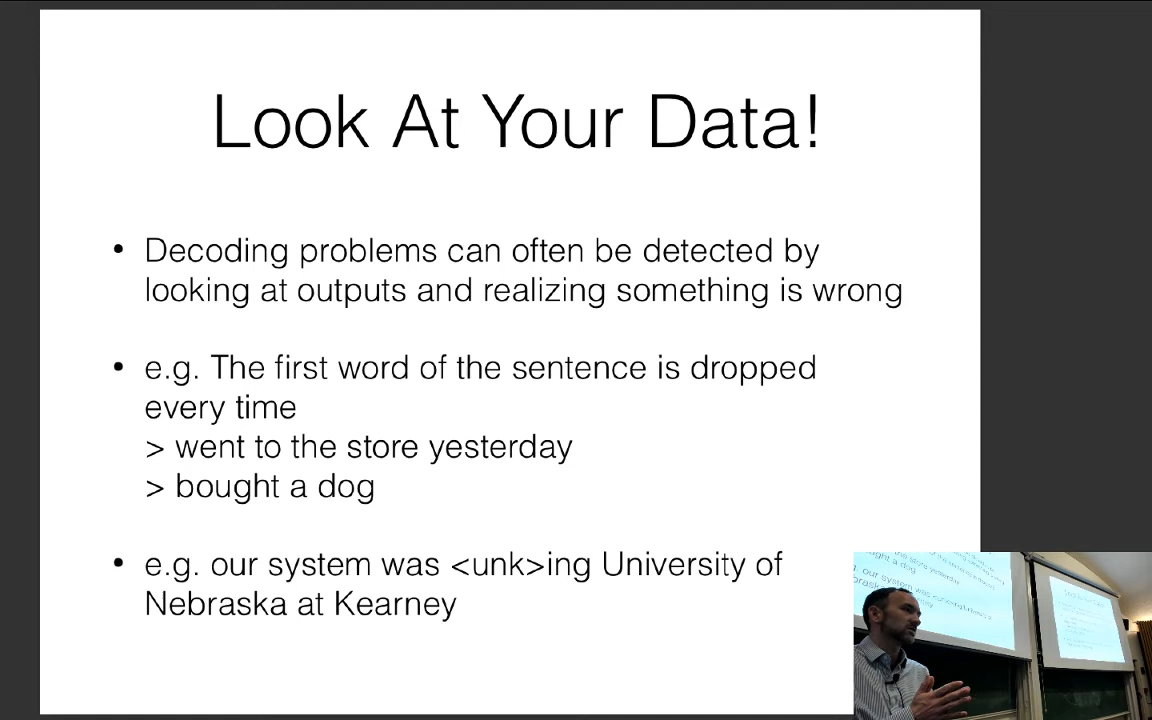 Look At Your Data!
• Decoding problems can often be detected by
looking at outputs and realizing something is wrong
• e.g. The first word of the sentence is dropped
every time
> went to the store yesterday
> bought a dog
• e.g. our system was <unk>ing University of
Nebraska at Kearney